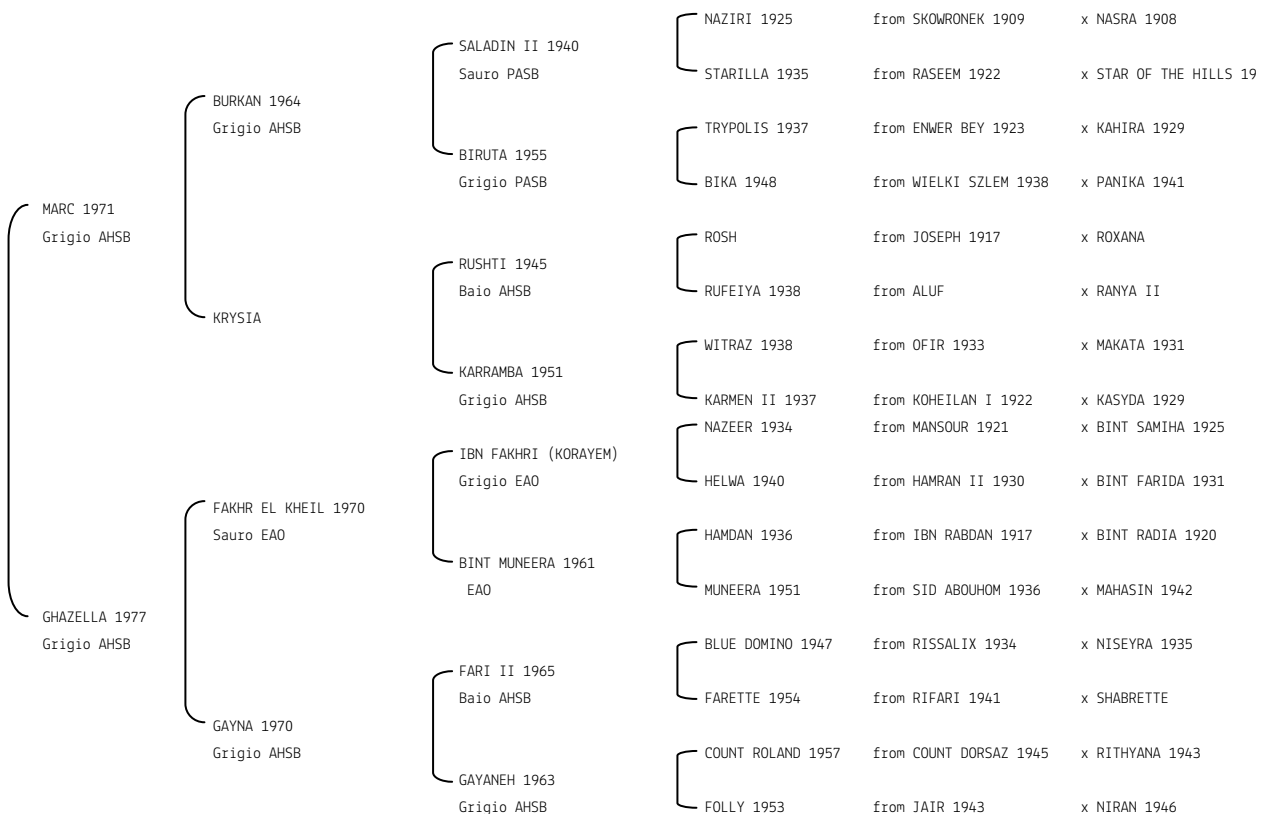 NAZIRI 1925 from SKOWRONEK 1909 x NASRA 1908
SALADIN II 1940
Sauro PASB
STARILLA 1935 from RASEEM 1922 x STAR OF THE HILLS 19
BURKAN 1964
Grigio AHSB
TRYPOLIS 1937 from ENWER BEY 1923 x KAHIRA 1929
BIRUTA 1955
Grigio PASB
BIKA 1948 from WIELKI SZLEM 1938 x PANIKA 1941
MARC 1971
Grigio AHSB
ROSH from JOSEPH 1917 x ROXANA
RUSHTI 1945
Baio AHSB
RUFEIYA 1938 from ALUF x RANYA II
KRYSIA
WITRAZ 1938 from OFIR 1933 x MAKATA 1931
KARRAMBA 1951
Grigio AHSB
KARMEN II 1937 from KOHEILAN I 1922 x KASYDA 1929
NAZEER 1934 from MANSOUR 1921 x BINT SAMIHA 1925
IBN FAKHRI (KORAYEM)
Grigio EAO
HELWA 1940 from HAMRAN II 1930 x BINT FARIDA 1931
FAKHR EL KHEIL 1970
Sauro EAO
HAMDAN 1936 from IBN RABDAN 1917 x BINT RADIA 1920
BINT MUNEERA 1961
EAO
MUNEERA 1951 from SID ABOUHOM 1936 x MAHASIN 1942
GHAZELLA 1977
Grigio AHSB
BLUE DOMINO 1947 from RISSALIX 1934 x NISEYRA 1935
FARI II 1965
Baio AHSB
FARETTE 1954 from RIFARI 1941 x SHABRETTE
GAYNA 1970
Grigio AHSB
COUNT ROLAND 1957 from COUNT DORSAZ 1945 x RITHYANA 1943
GAYANEH 1963
Grigio AHSB
FOLLY 1953 from JAIR 1943 x NIRAN 1946